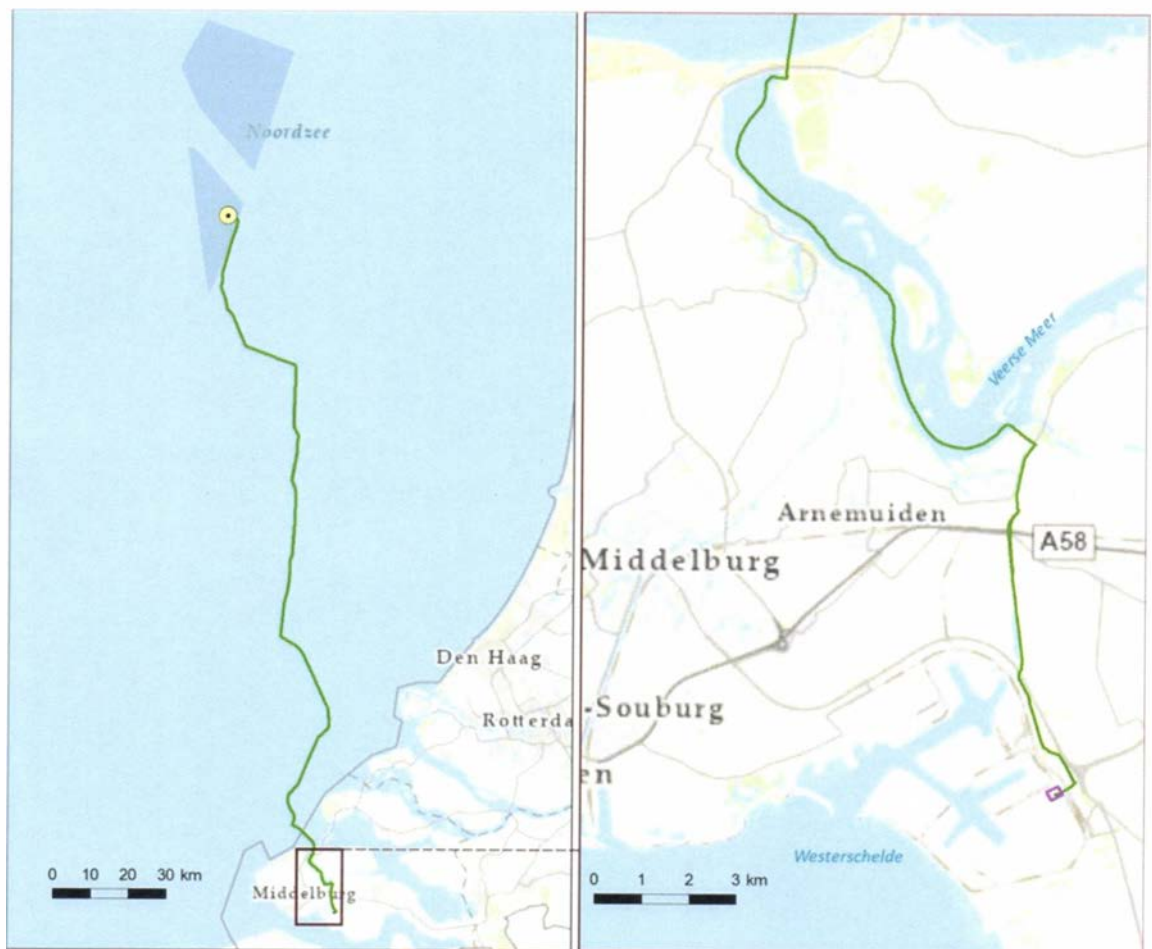 Noordzee
Den Haag
Rotterda
Middelburg
0 10 20 30 km
Veerse Meer
Arnemuiden
A58
Middelburg
-Souburg
en
Westerschelde
0 1 2 3 km